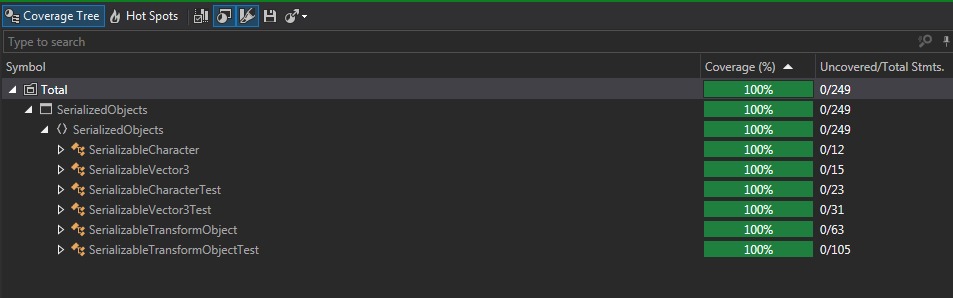 Coverage Tree Hot Spots
Type to search
Symbol Coverage (%) Uncovered/Total Stmts.
Total 100% 0/249
SerializedObjects 100% 0/249
SerializedObjects 100% 0/249
SerializableCharacter 100% 0/12
SerializableVector3 100% 0/15
SerializableCharacterTest 100% 0/23
SerializableVector3Test 100% 0/31
SerializableTransformObject 100% 0/63
SerializableTransformObjectTest 100% 0/105